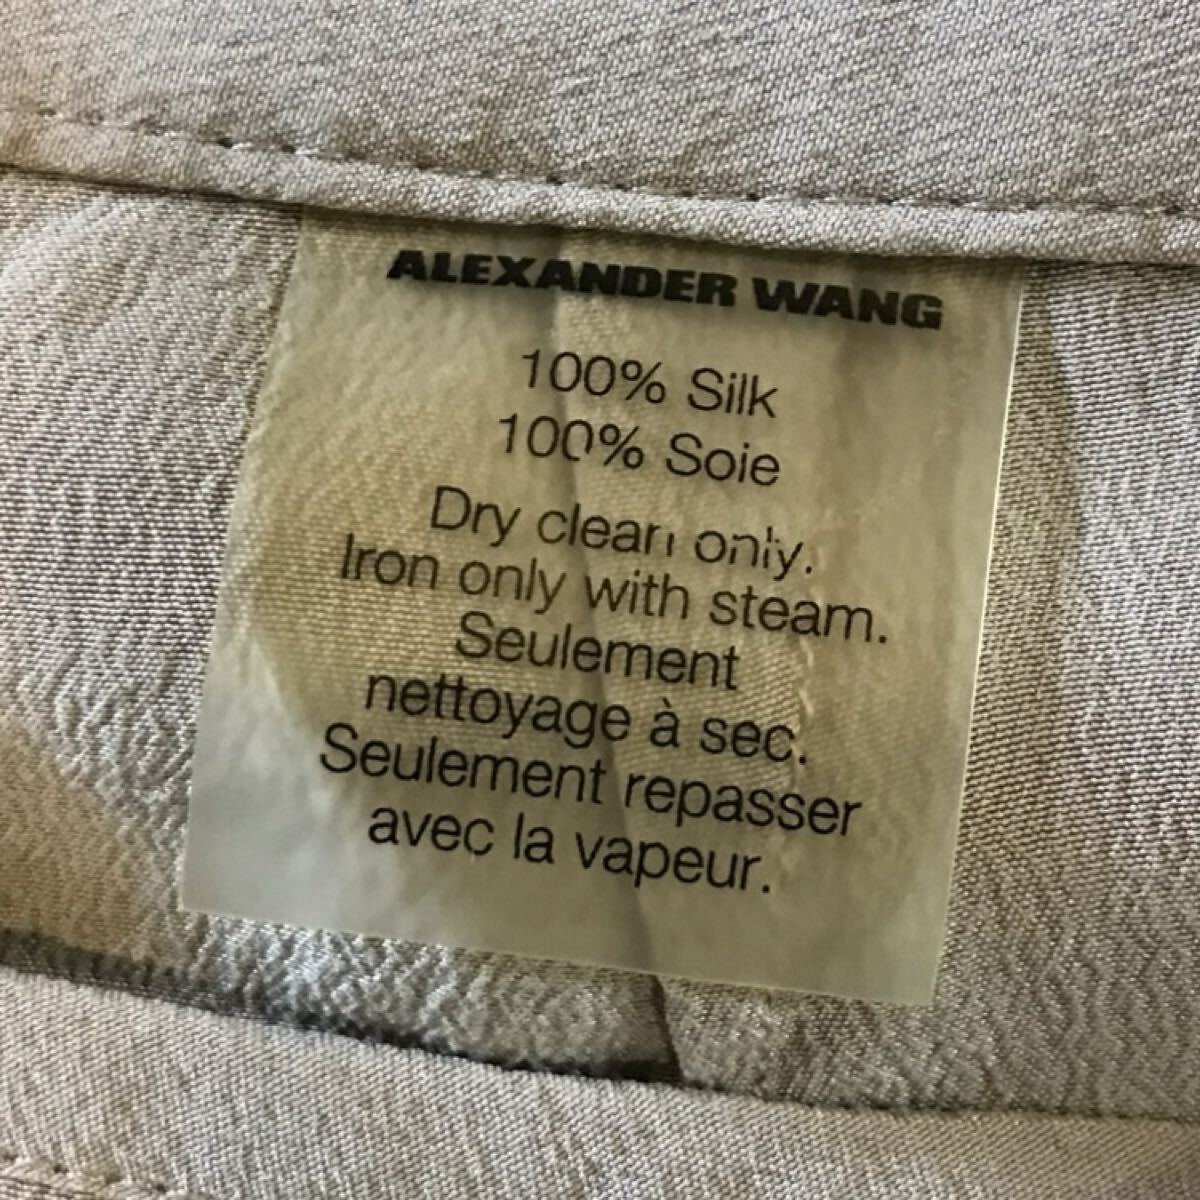 ALEXANDER WANG
100% Silk
100% Soie
Dry clean only.
Iron only with steam.
Seulement
nettoyage à sec.
Seulement repasser
avec la vapeur.